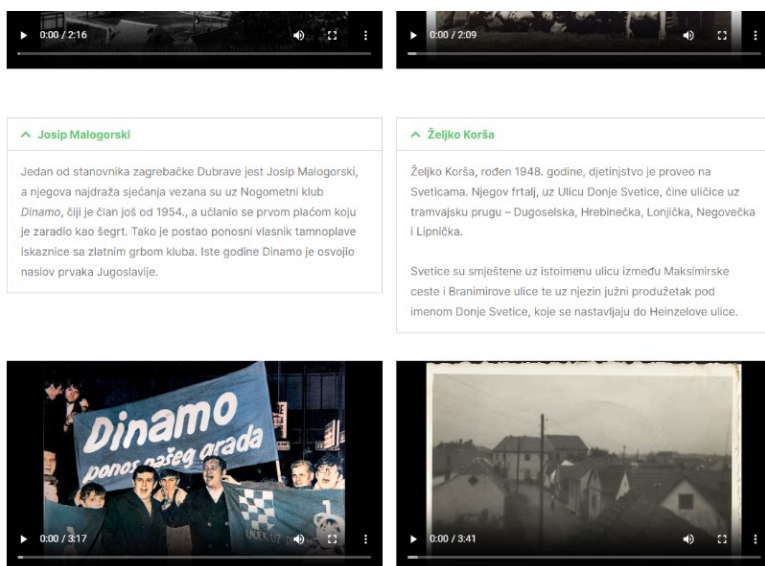 0:00 / 2:16
0:00 / 2:09
Josip Malogorski
Jedan od stanovnika zagrebačke Dubrave jest Josip Malogorski,
a njegova najdraža sjećanja vezana su uz Nogometni klub
Dinamo, čiji je član još od 1954., a učlanio se prvom plaćom koju
je zaradio kao šegrt. Tako je postao ponosni vlasnik tamnoplave
iskaznice sa zlatnim grbom kluba. Iste godine Dinamo je osvojio
naslov prvaka Jugoslavije.
Željko Korša
Željko Korša, rođen 1948. godine, djetinjstvo je proveo na
Sveticama. Njegov frtalj, uz Ulicu Donje Svetice, čine uličice uz
tramvajsku prugu – Dugoselska, Hrebinečka, Lonjička, Negovečka
i Lipnička.
Svetice su smještene uz istoimenu ulicu između Maksimirske
ceste i Branimirove ulice te uz njezin južni produžetak pod
imenom Donje Svetice, koje se nastavljaju do Heinzelove ulice.
Dinamo
ponos našeg grada
UVIJEK UZ
0:00 / 3:17
0:00 / 3:41